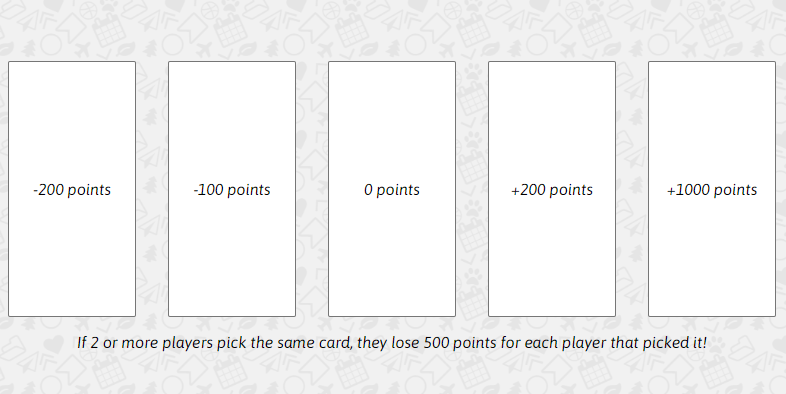 -200 points
-100 points
0 points
+200 points
+1000 points
If 2 or more players pick the same card, they lose 500 points for each player that picked it!